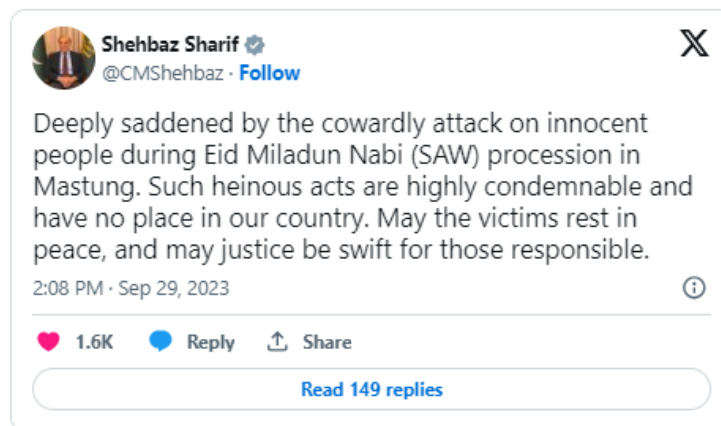 Shehbaz Sharif
@CMShehbaz · Follow
Deeply saddened by the cowardly attack on innocent
people during Eid Miladun Nabi (SAW) procession in
Mastung. Such heinous acts are highly condemnable and
have no place in our country. May the victims rest in
peace, and may justice be swift for those responsible.
2:08 PM · Sep 29, 2023
1.6K Reply Share
Read 149 replies